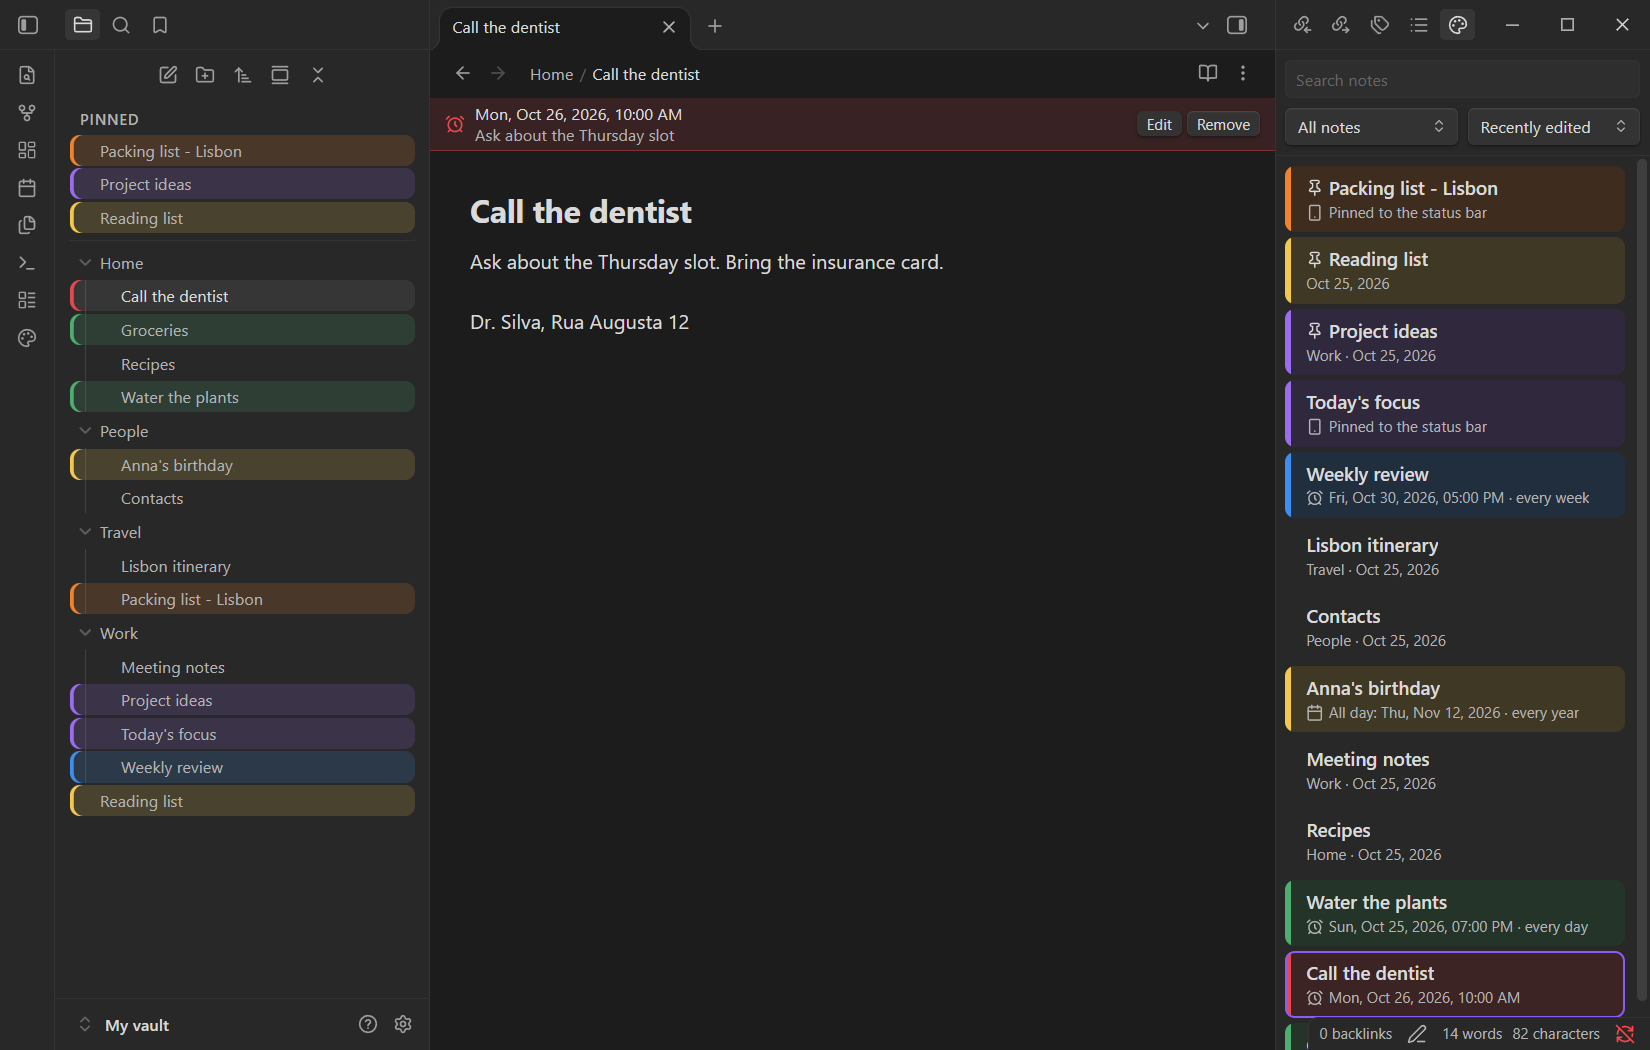 Call the dentist
Home / Call the dentist
Mon, Oct 26, 2026, 10:00 AM
Ask about the Thursday slot
Edit
Remove
PINNED
Packing list - Lisbon
Project ideas
Reading list
Home
Call the dentist
Groceries
Recipes
Water the plants
People
Anna's birthday
Contacts
Travel
Lisbon itinerary
Packing list - Lisbon
Work
Meeting notes
Project ideas
Today's focus
Weekly review
Reading list
My vault
Call the dentist
Ask about the Thursday slot. Bring the insurance card.
Dr. Silva, Rua Augusta 12
Search notes
All notes
Recently edited
Packing list - Lisbon
Pinned to the status bar
Reading list
Oct 25, 2026
Project ideas
Work · Oct 25, 2026
Today's focus
Pinned to the status bar
Weekly review
Fri, Oct 30, 2026, 05:00 PM · every week
Lisbon itinerary
Travel · Oct 25, 2026
Contacts
People · Oct 25, 2026
Anna's birthday
All day: Thu, Nov 12, 2026 · every year
Meeting notes
Work · Oct 25, 2026
Recipes
Home · Oct 25, 2026
Water the plants
Sun, Oct 25, 2026, 07:00 PM · every day
Call the dentist
Mon, Oct 26, 2026, 10:00 AM
0 backlinks
14 words
82 characters